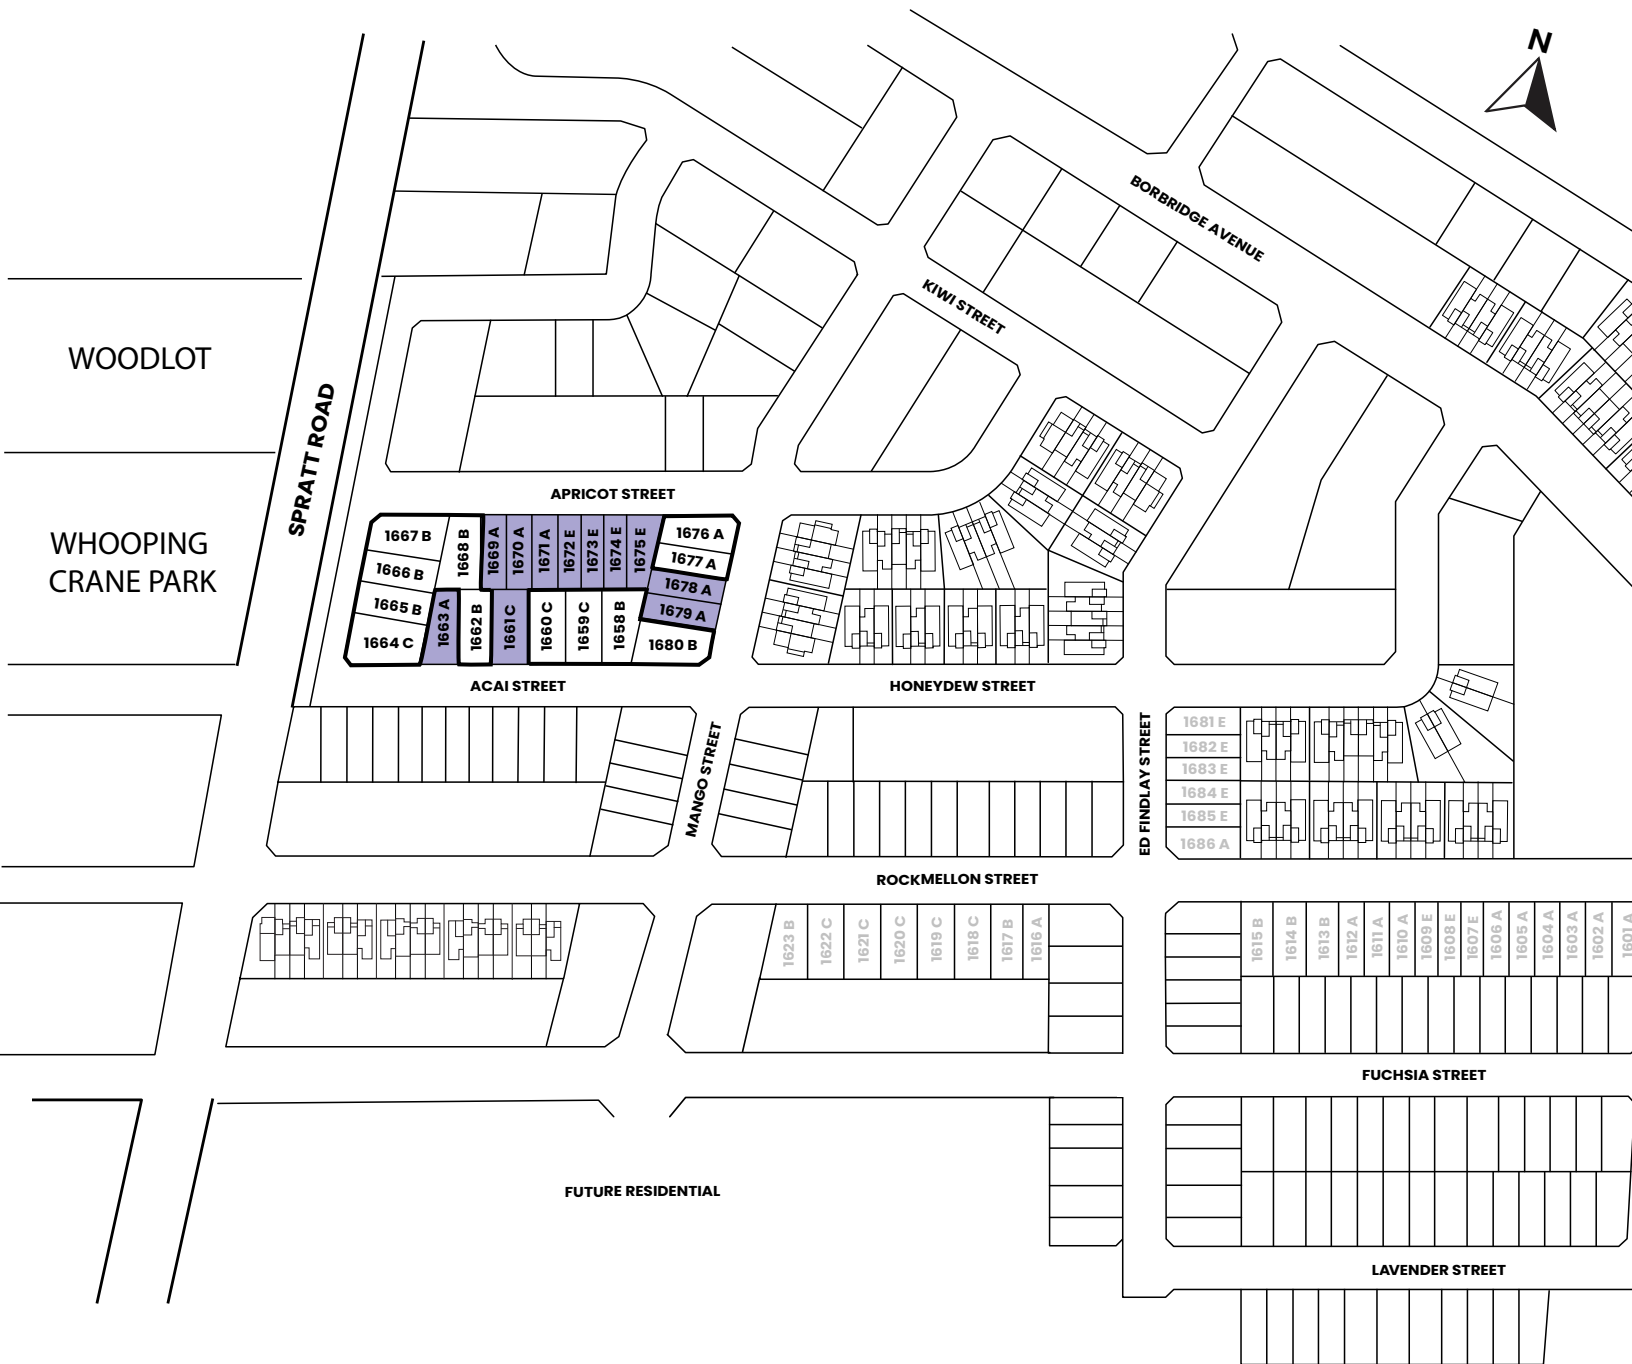 N
BORBRIDGE AVENUE
KIWI STREET
WOODLOT
SPRATT ROAD
WHOOPING
CRANE PARK
APRICOT STREET
1667 B
1668 B
1669 A
1670 A
1671 A
1672 E
1673 E
1674 E
1675 E
1676 A
1677 A
1666 B
1665 B
1664 C
1663 A
1662 B
1661 C
1660 C
1659 C
1658 B
1678 A
1679 A
1680 B
ACAI STREET
HONEYDEW STREET
MANGO STREET
ED FINDLAY STREET
1681 E
1682 E
1683 E
1684 E
1685 E
1686 A
ROCKMELLON STREET
1623 B
1622 C
1621 C
1620 C
1619 C
1618 C
1617 B
1616 A
1615 B
1614 B
1613 B
1612 A
1611 A
1610 A
1609 E
1608 E
1607 E
1606 A
1605 A
1604 A
1603 A
1602 A
1601 A
FUCHSIA STREET
FUTURE RESIDENTIAL
LAVENDER STREET